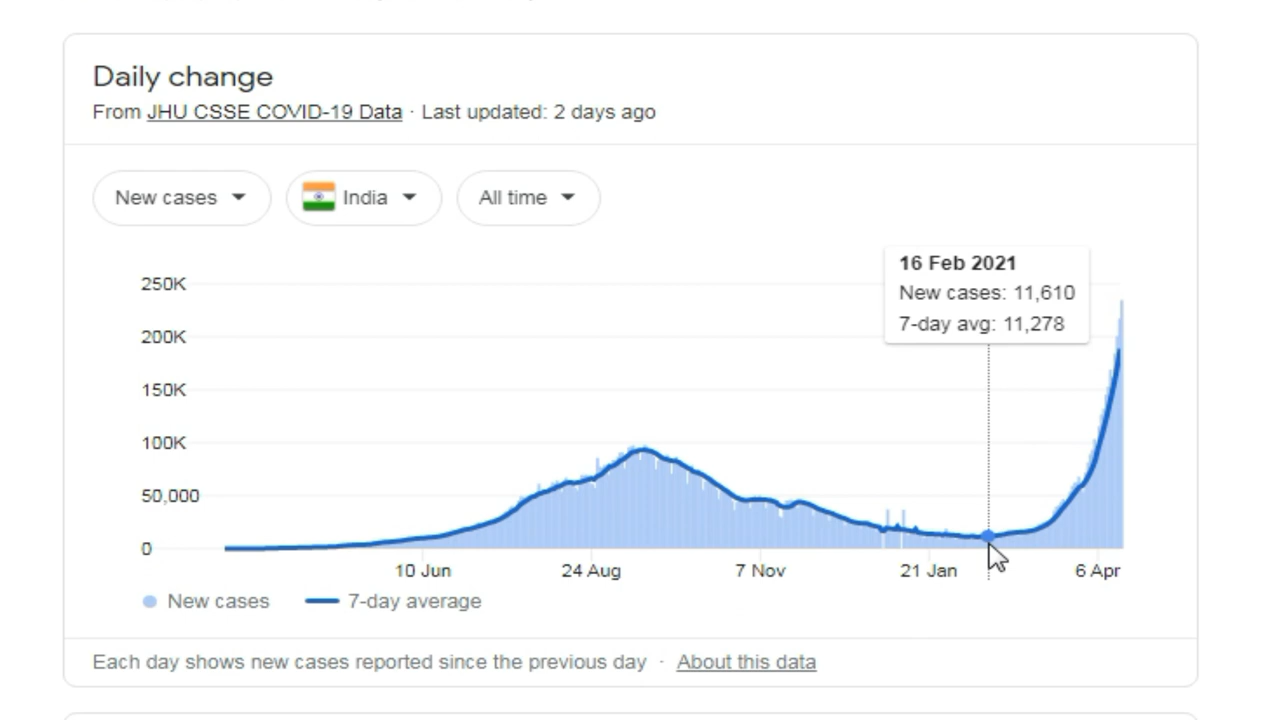 Daily change
From JHU CSSE COVID-19 Data · Last updated: 2 days ago
New cases
India
All time
16 Feb 2021
New cases: 11,610
7-day avg: 11,278
250K
200K
150K
100K
50,000
0
10 Jun
24 Aug
7 Nov
21 Jan
6 Apr
New cases
7-day average
Each day shows new cases reported since the previous day · About this data